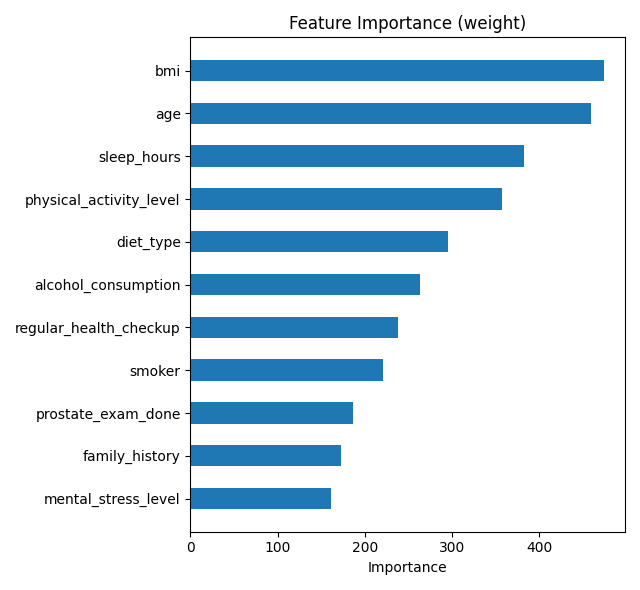 Feature Importance (weight)
bmi
age
sleep_hours
physical_activity_level
diet_type
alcohol_consumption
regular_health_checkup
smoker
prostate_exam_done
family_history
mental_stress_level
0 100 200 300 400
Importance